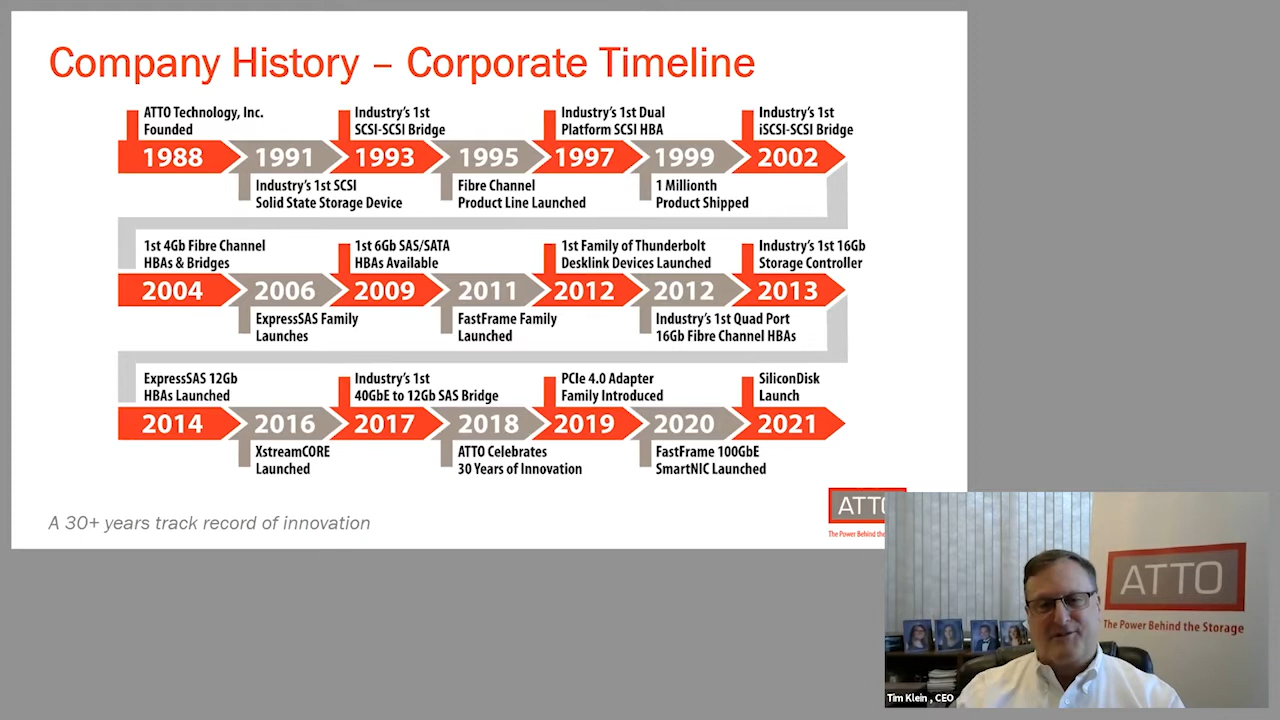 Company History – Corporate Timeline
ATTO Technology, Inc.
Founded
1988
1991
Industry's 1st SCSI
Solid State Storage Device
Industry's 1st
SCSI-SCSI Bridge
1993
1995
Fibre Channel
Product Line Launched
Industry's 1st Dual
Platform SCSI HBA
1997
1999
1 Millionth
Product Shipped
Industry's 1st
iSCSI-SCSI Bridge
2002
1st 4Gb Fibre Channel
HBAs & Bridges
2004
2006
ExpressSAS Family
Launches
1st 6Gb SAS/SATA
HBAs Available
2009
2011
FastFrame Family
Launched
1st Family of Thunderbolt
Desklink Devices Launched
2012
2012
Industry's 1st Quad Port
16Gb Fibre Channel HBAs
Industry's 1st 16Gb
Storage Controller
2013
ExpressSAS 12Gb
HBAs Launched
2014
2016
XstreamCORE
Launched
Industry's 1st
40GbE to 12Gb SAS Bridge
2017
2018
ATTO Celebrates
30 Years of Innovation
PCIe 4.0 Adapter
Family Introduced
2019
2020
FastFrame 100GbE
SmartNIC Launched
SiliconDisk
Launch
2021
A 30+ years track record of innovation
ATTO
The Power Behind the
ATTO
The Power Behind the Storage
Tim Klein , CEO